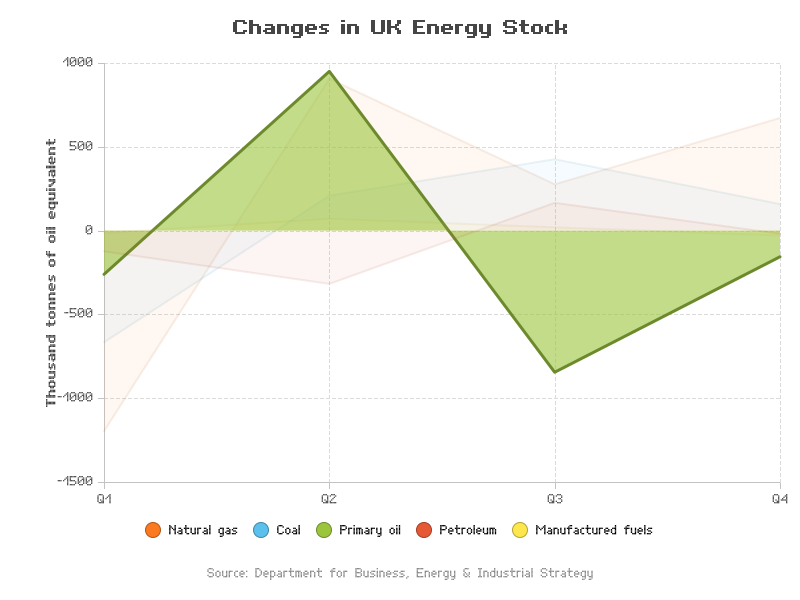 Changes in UK Energy Stock
Thousand tonnes of oil equivalent
1000
500
0
-500
-1000
-1500
Q1 Q2 Q3 Q4
Natural gas Coal Primary oil Petroleum Manufactured fuels
Source: Department for Business, Energy & Industrial Strategy